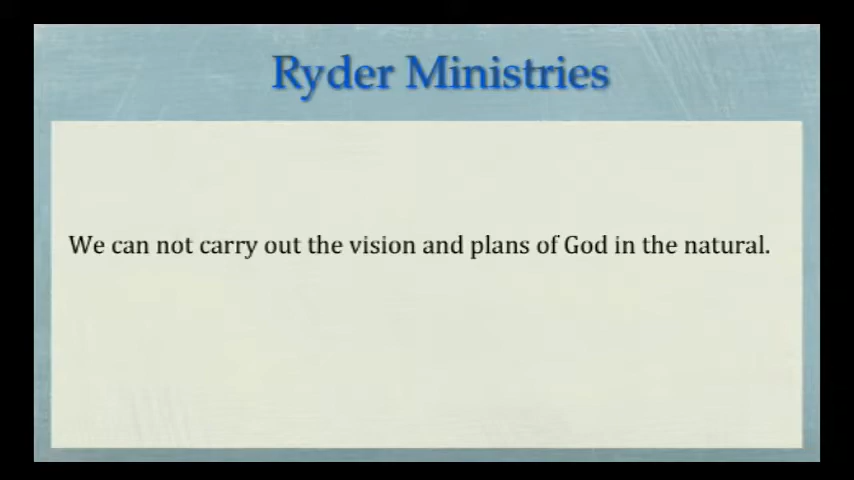 Ryder Ministries
We can not carry out the vision and plans of God in the natural.